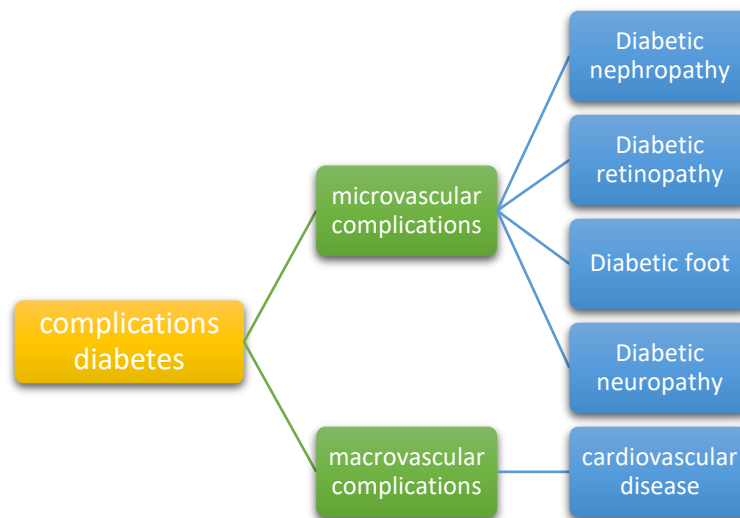 complications
diabetes
microvascular
complications
Diabetic
nephropathy
Diabetic
retinopathy
Diabetic foot
Diabetic
neuropathy
macrovascular
complications
cardiovascular
disease